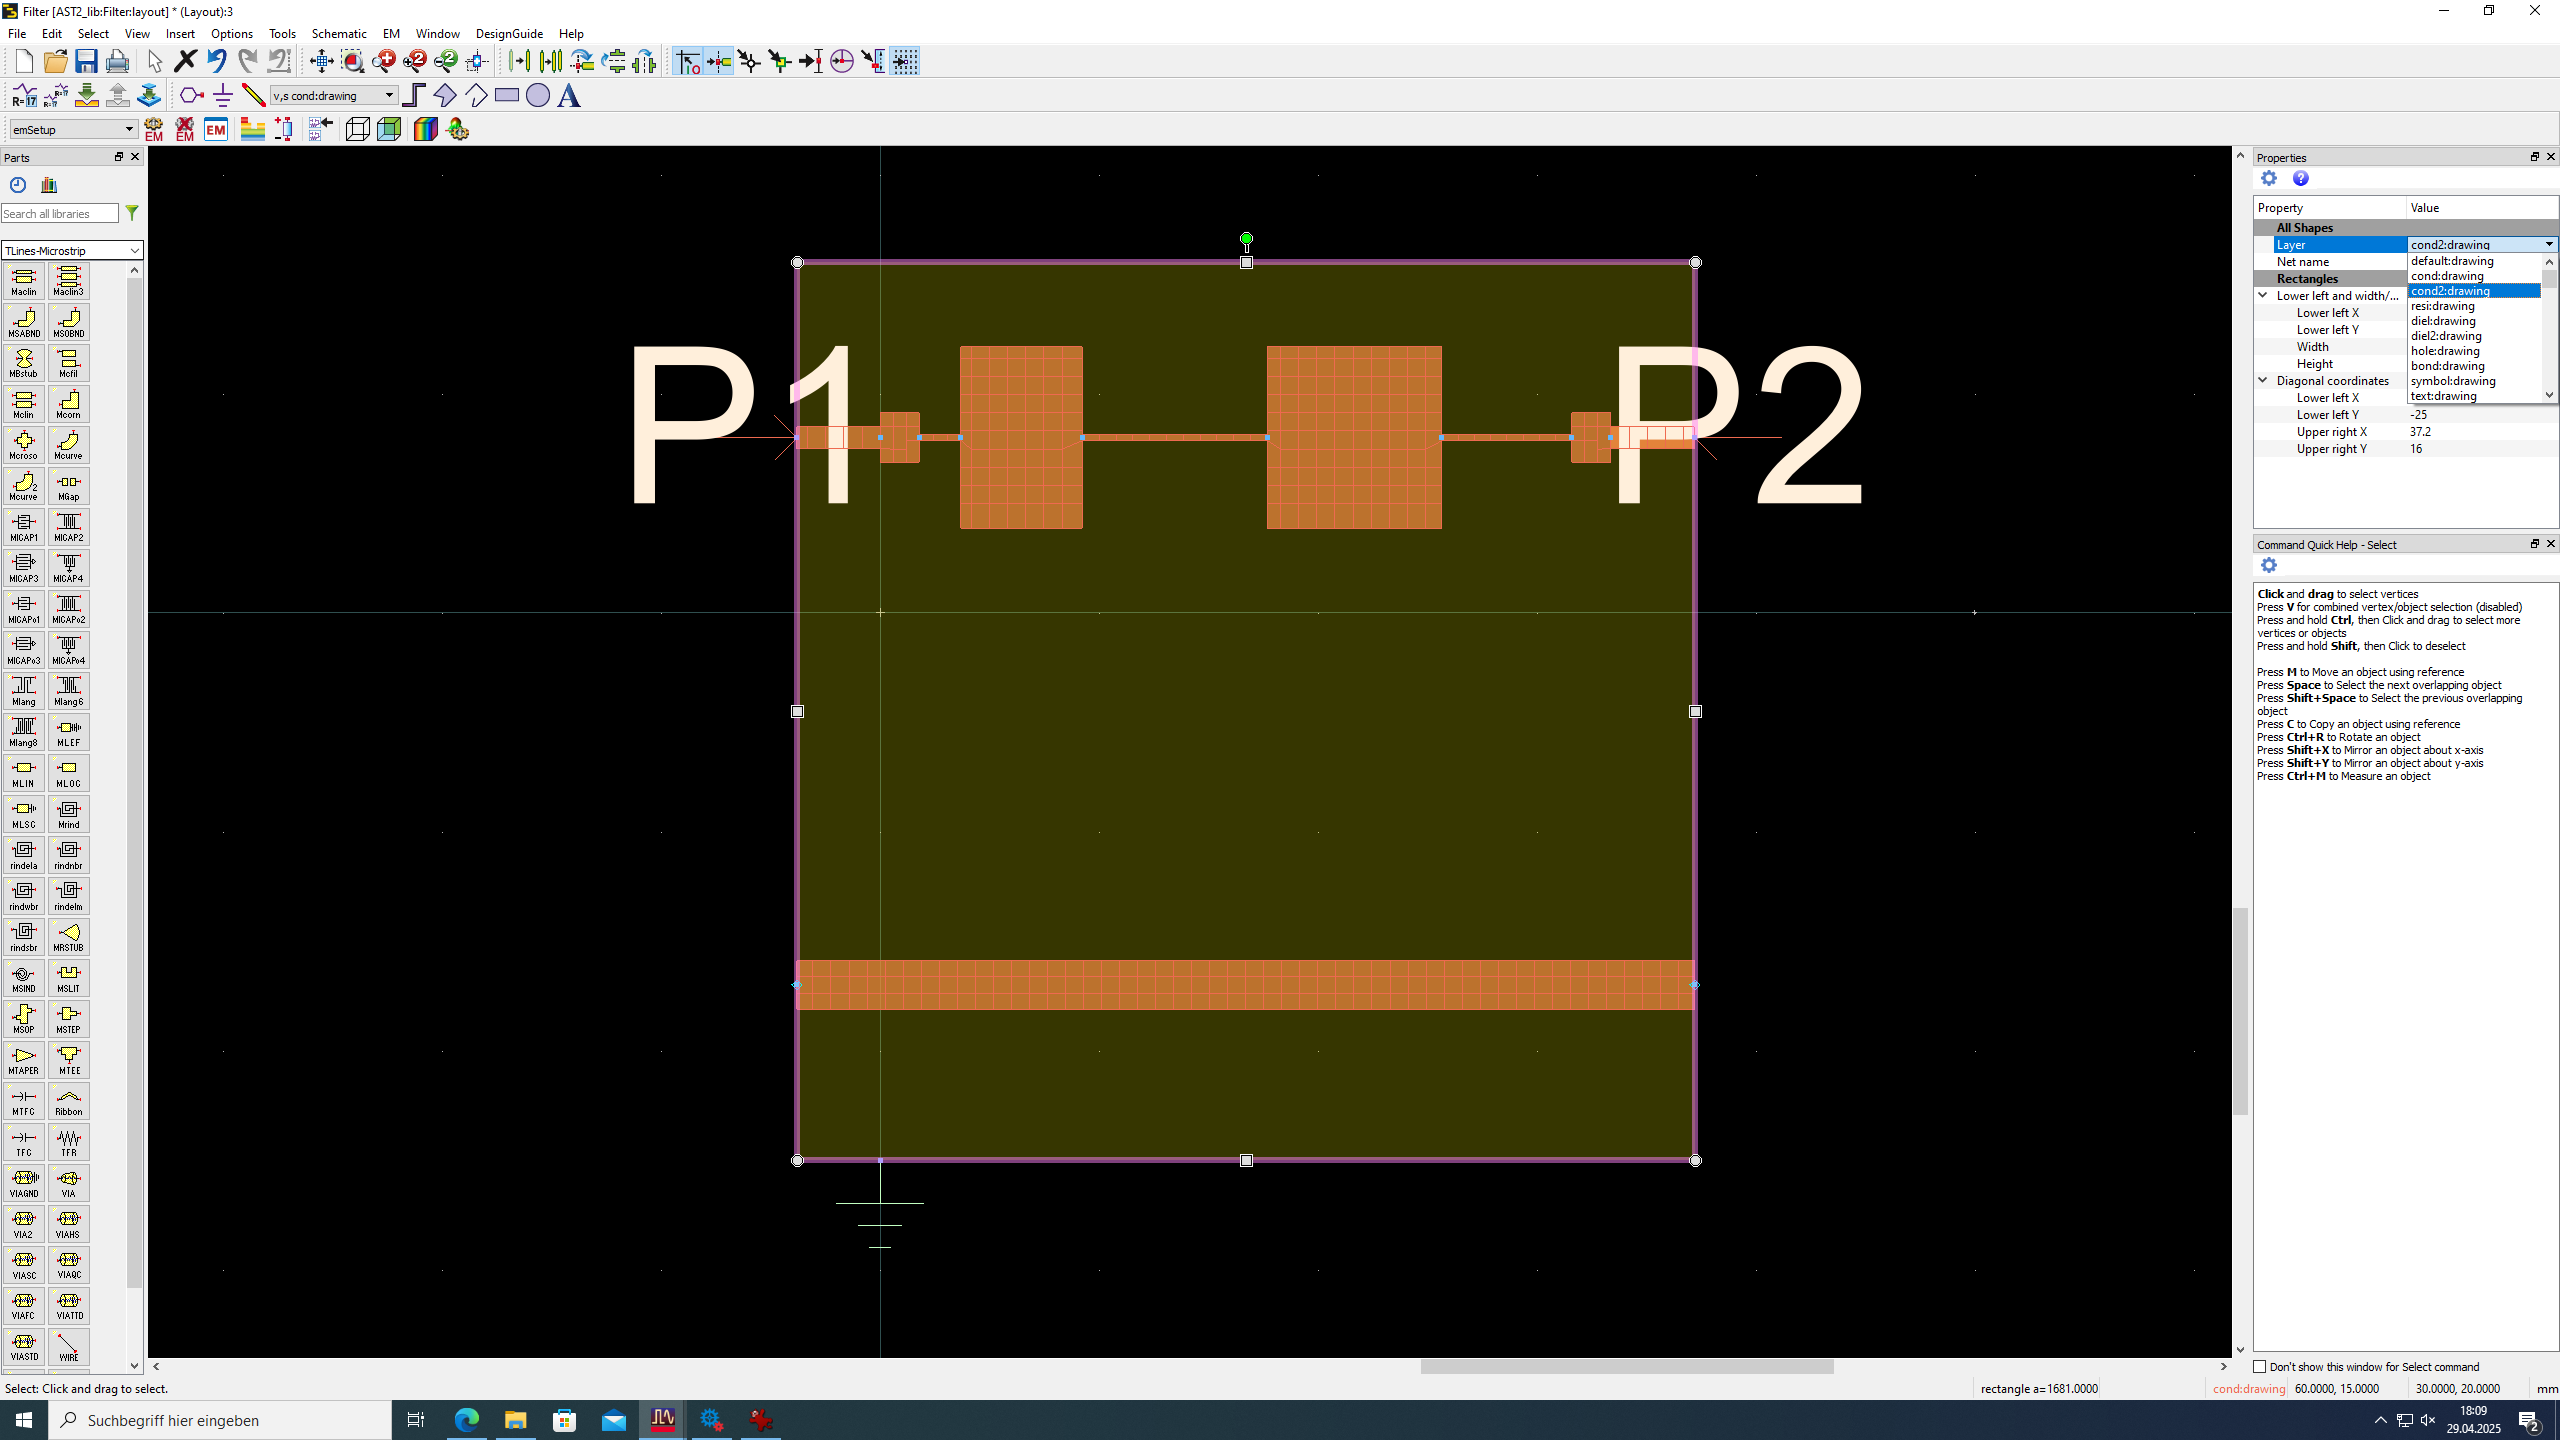 Filter [AST2_lib:Filter:layout] * (Layout):3
File Edit Select View Insert Options Tools Schematic EM Window DesignGuide Help
v,s cond:drawing
emSetup
EM EM EM
Parts
Search all libraries
TLines-Microstrip
Maclin Maclin3
MSABND MSOBND
MBstub Mcfil
Mclin Mcorn
Mcroso Mcurve
Mcurve MGap
MICAP1 MICAP2
MICAP3 MICAP4
MICAPo1 MICAPo2
MICAPo3 MICAPo4
Mlang Mlang6
Mlang8 MLEF
MLIN MLOC
MLSC Mrind
rindela rindnbr
rindwbr rindelm
rindsbr MRSTUB
MSIND MSLIT
MSOP MSTEP
MTAPER MTEE
MTFC Ribbon
TFC TFR
VIAGND VIA
VIA2 VIAHS
VIASC VIAQC
VIAFC VIATTD
VIASTD WIRE
P1
P2
Properties
Property Value
All Shapes
Layer cond2:drawing
Net name
Rectangles
Lower left and width/...
Lower left X
Lower left Y
Width
Height
Diagonal coordinates
Lower left X
Lower left Y -25
Upper right X 37.2
Upper right Y 16
default:drawing
cond:drawing
cond2:drawing
resi:drawing
diel:drawing
diel2:drawing
hole:drawing
bond:drawing
symbol:drawing
text:drawing
Command Quick Help - Select
Click and drag to select vertices
Press V for combined vertex/object selection (disabled)
Press and hold Ctrl, then Click and drag to select more
vertices or objects
Press and hold Shift, then Click to deselect
Press M to Move an object using reference
Press Space to Select the next overlapping object
Press Shift+Space to Select the previous overlapping
object
Press C to Copy an object using reference
Press Ctrl+R to Rotate an object
Press Shift+X to Mirror an object about x-axis
Press Shift+Y to Mirror an object about y-axis
Press Ctrl+M to Measure an object
Don't show this window for Select command
Select: Click and drag to select.
rectangle a=1681.0000
cond:drawing 60.0000, 15.0000 30.0000, 20.0000 mm
Suchbegriff hier eingeben
18:09
29.04.2025
2